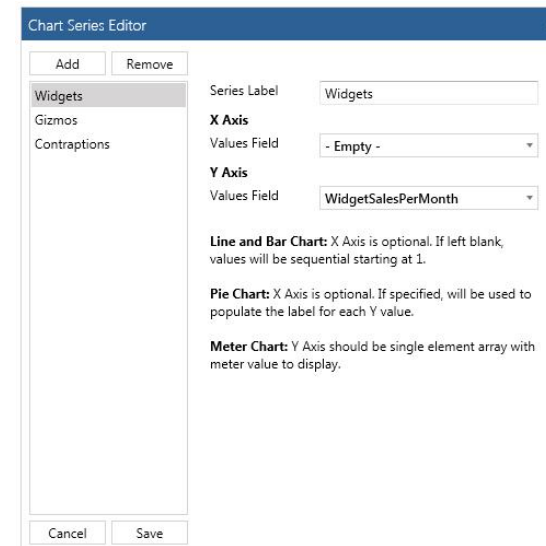 Chart Series Editor
Add
Remove
Widgets
Gizmos
Contraptions
Series Label
Widgets
X Axis
Values Field
- Empty -
Y Axis
Values Field
WidgetSalesPerMonth
Line and Bar Chart: X Axis is optional. If left blank,
values will be sequential starting at 1.
Pie Chart: X Axis is optional. If specified, will be used to
populate the label for each Y value.
Meter Chart: Y Axis should be single element array with
meter value to display.
Cancel
Save